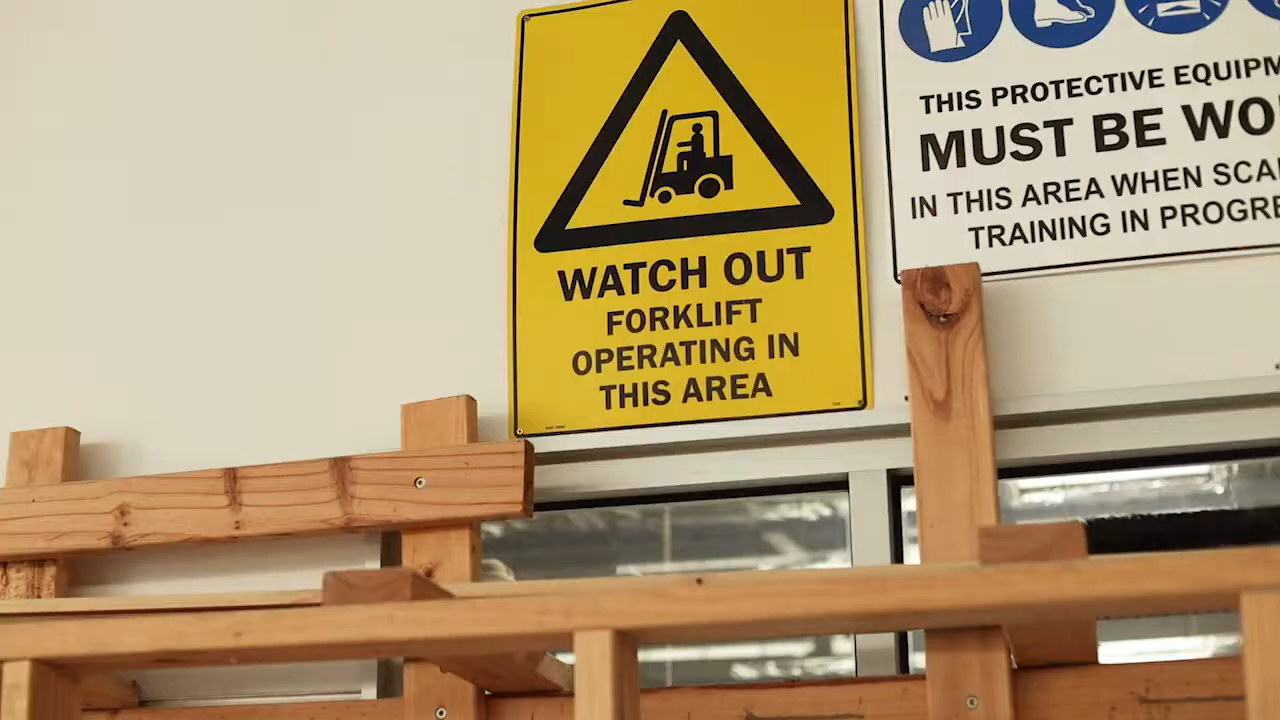 WATCH OUT
FORKLIFT
OPERATING IN
THIS AREA
THIS PROTECTIVE EQUIPM
MUST BE WO
IN THIS AREA WHEN SCA
TRAINING IN PROGRE